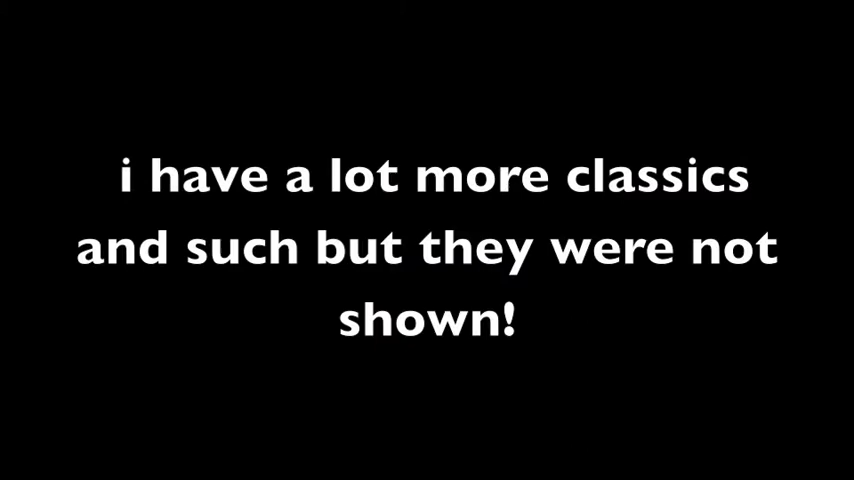 i have a lot more classics
and such but they were not
shown!